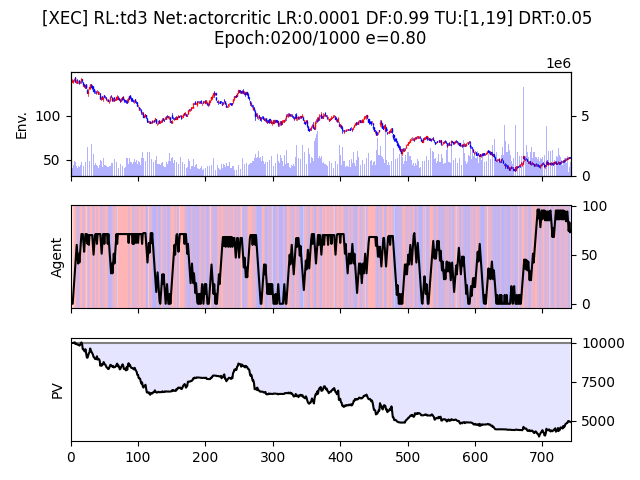 [XEC] RL:td3 Net:actorcritic LR:0.0001 DF:0.99 TU:[1,19] DRT:0.05
Epoch:0200/1000 e=0.80
1e6
Env.
100
50
5
0
Agent
100
50
0
PV
10000
7500
5000
0 100 200 300 400 500 600 700